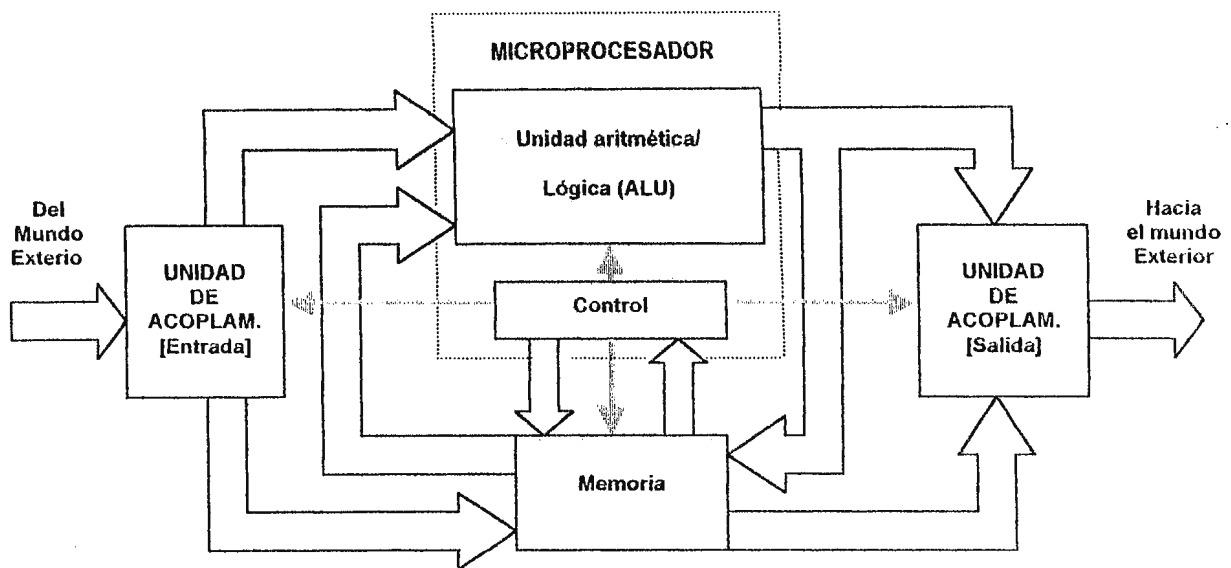 MICROPROCESADOR
Unidad aritmética/
Lógica (ALU)
Del
Mundo
Exterio
UNIDAD
DE
ACOPLAM.
[Entrada]
Control
Memoria
UNIDAD
DE
ACOPLAM.
[Salida]
Hacia
el mundo
Exterior